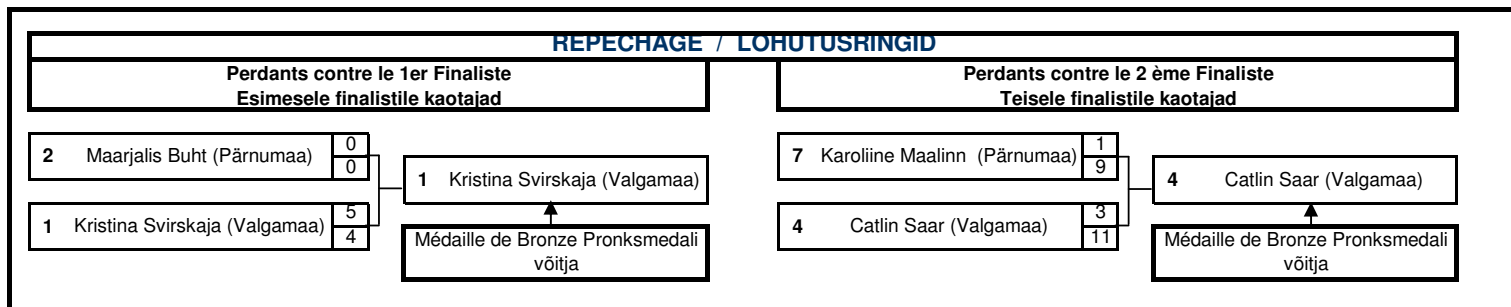 REPECHAGE / LOHUTUSRINGID
Perdants contre le 1er Finaliste
Esimesele finalistile kaotajad
Perdants contre le 2 ème Finaliste
Teisele finalistile kaotajad
2 Maarjalis Buht (Pärnumaa) 0
0
1 Kristina Svirskaja (Valgamaa)
1 Kristina Svirskaja (Valgamaa) 5
4
Médaille de Bronze Pronksmedali
võitja
7 Karoliine Maalinn (Pärnumaa) 1
9
4 Catlin Saar (Valgamaa)
4 Catlin Saar (Valgamaa) 3
11
Médaille de Bronze Pronksmedali
võitja